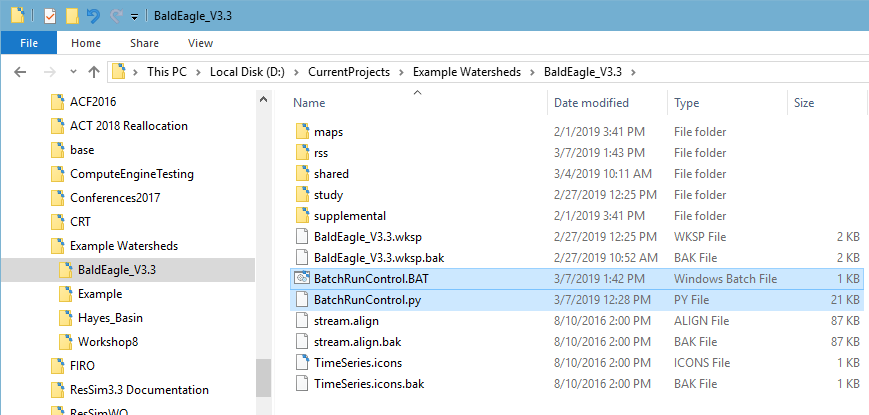 BaldEagle_V3.3
File Home Share View
This PC > Local Disk (D:) > CurrentProjects > Example Watersheds > BaldEagle_V3.3 >
ACF2016
ACT 2018 Reallocation
base
ComputeEngineTesting
Conferences2017
CRT
Example Watersheds
BaldEagle_V3.3
Example
Hayes_Basin
Workshop8
FIRO
ResSim3.3 Documentation
ResSimWQ
Name Date modified Type Size
maps 2/1/2019 3:41 PM File folder
rss 3/7/2019 1:43 PM File folder
shared 3/4/2019 10:11 AM File folder
study 2/27/2019 12:25 PM File folder
supplemental 2/1/2019 3:41 PM File folder
BaldEagle_V3.3.wksp 2/27/2019 12:25 PM WKSP File 2 KB
BaldEagle_V3.3.wksp.bak 2/27/2019 10:52 AM BAK File 2 KB
BatchRunControl.BAT 3/7/2019 1:42 PM Windows Batch File 1 KB
BatchRunControl.py 3/7/2019 12:28 PM PY File 21 KB
stream.align 8/10/2016 2:00 PM ALIGN File 87 KB
stream.align.bak 8/10/2016 2:00 PM BAK File 87 KB
TimeSeries.icons 8/10/2016 2:00 PM ICONS File 1 KB
TimeSeries.icons.bak 8/10/2016 2:00 PM BAK File 1 KB